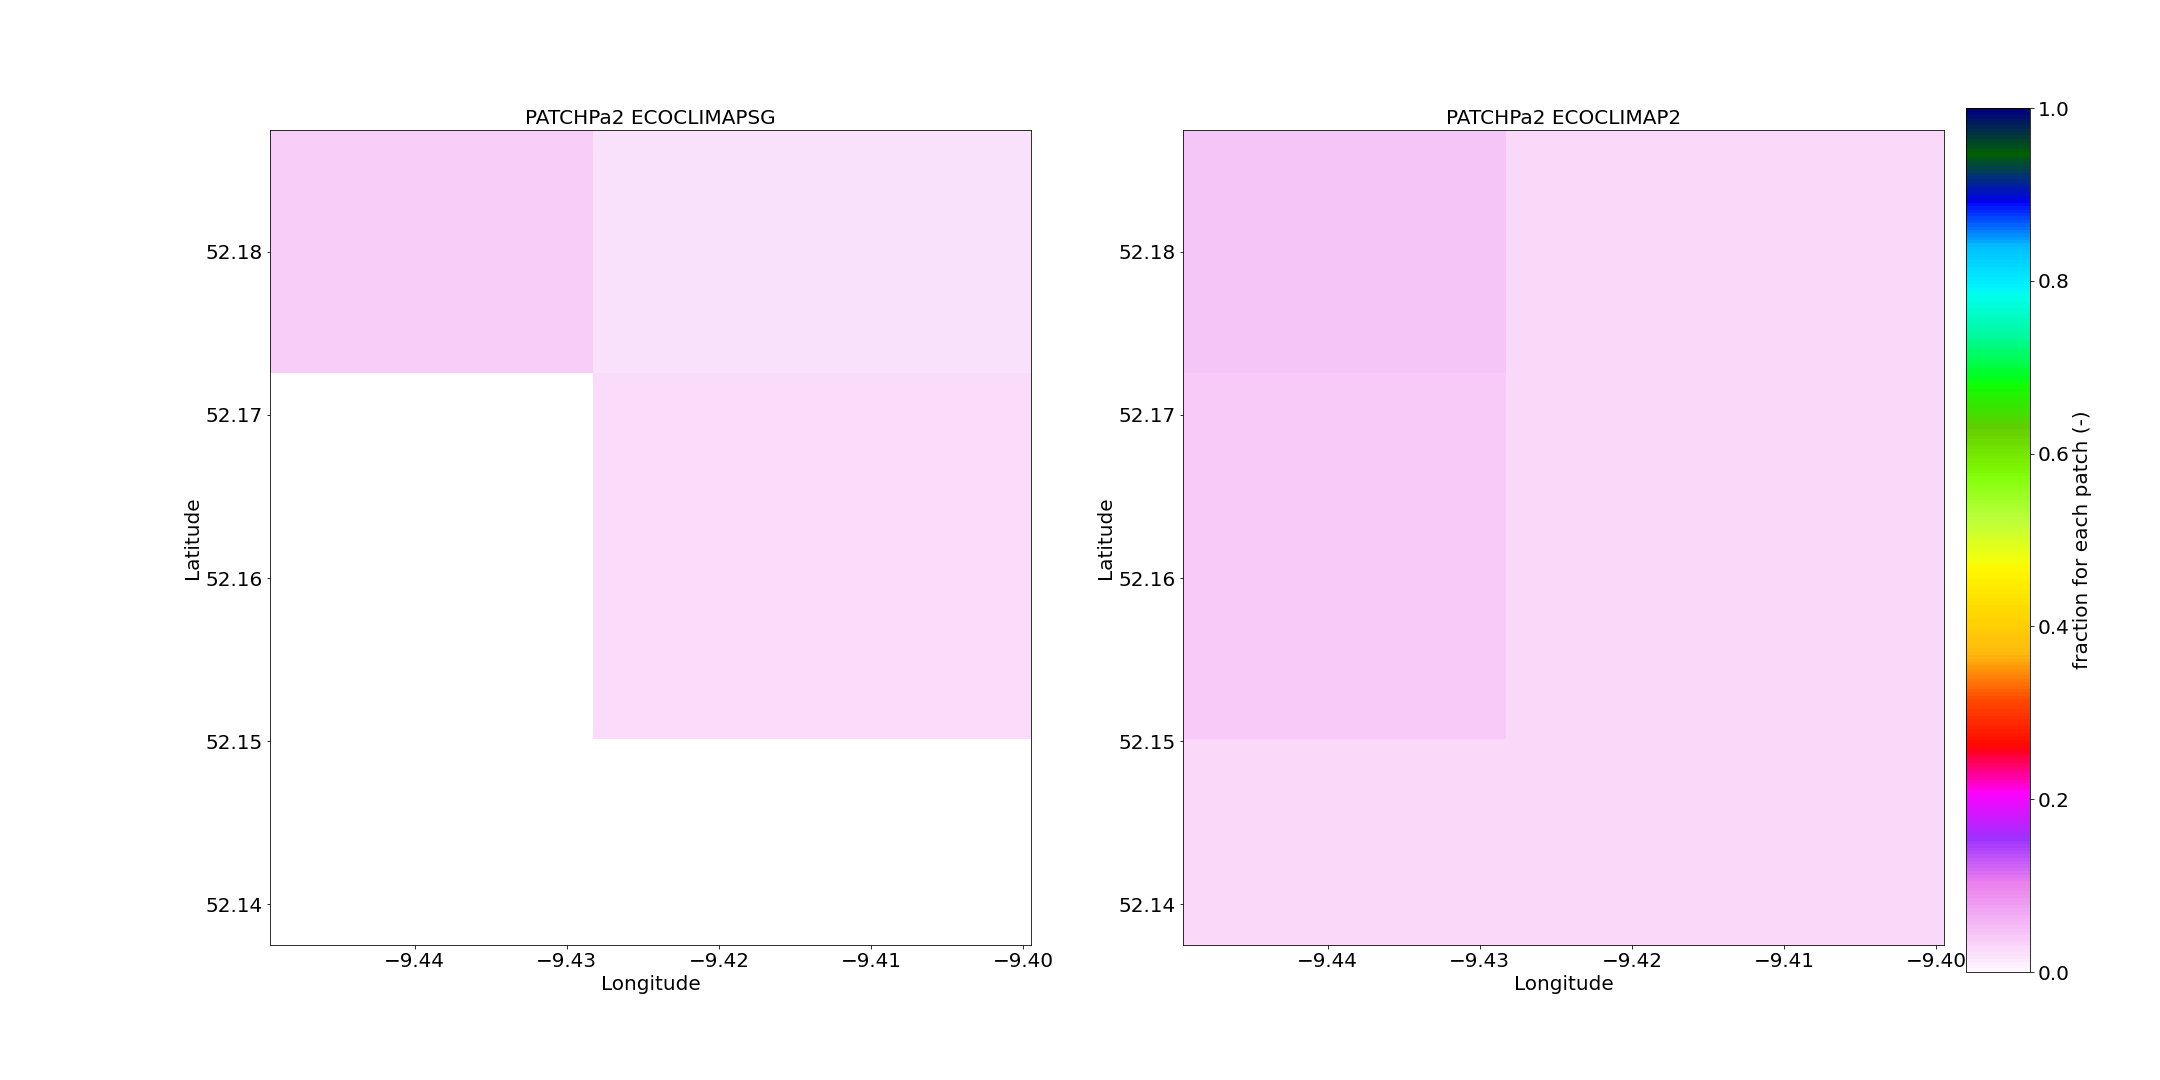 PATCHPa2 ECOCLIMAPSG
52.18
52.17
52.16
52.15
52.14
Latitude
−9.44 −9.43 −9.42 −9.41 −9.40
Longitude
PATCHPa2 ECOCLIMAP2
52.18
52.17
52.16
52.15
52.14
Latitude
−9.44 −9.43 −9.42 −9.41 −9.40
Longitude
1.0
0.8
0.6
0.4
0.2
0.0
fraction for each patch (-)